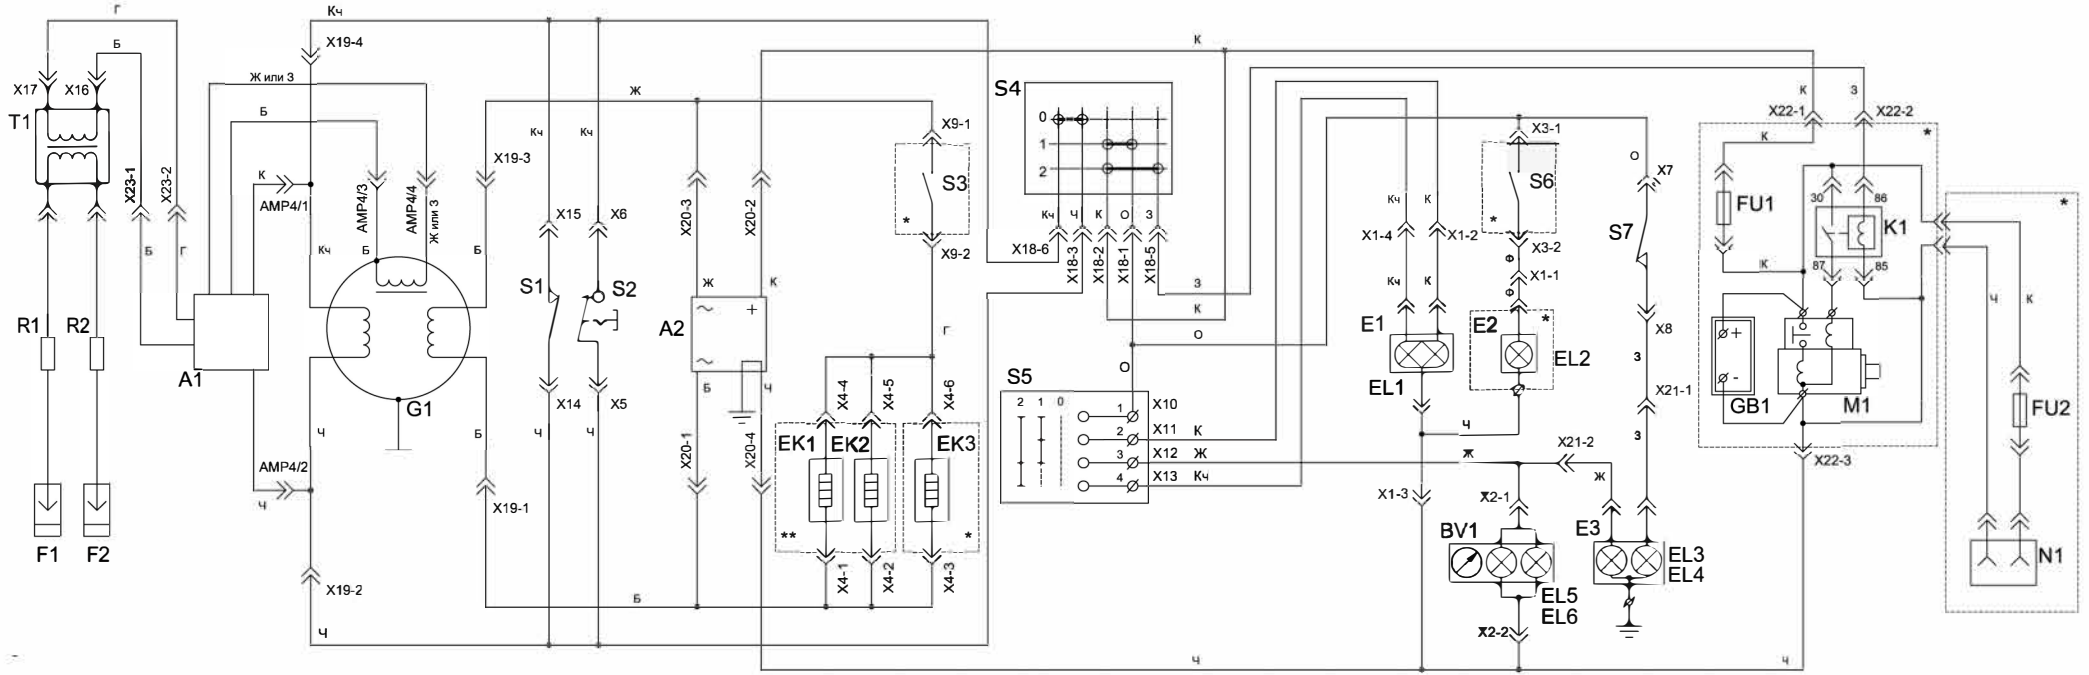 Г
Кч
К
Б
X19-4
X17 X16
Ж или З
Б
T1
К
AMP4/1
X23-1
X23-2
AMP4/3
AMP4/4
Ж или З
X19-3
Кч
Кч
Ж
Б
Г
Кч
Б
Б
X15
X6
X20-3
X20-2
X9-1
S3
*
X9-2
S4
0
1
2
Кч Ч К О З
X18-6
X18-3
X18-2
X18-1
X18-5
З
К
О
Кч
К
X1-4
X1-2
Кч
К
X3-1
S6
*
X3-2
Ф
X1-1
Ф
О
X7
S7
К
З
X22-1
X22-2
К
*
FU1
30
86
K1
87
85
К
*
Ч
К
R1
R2
A1
G1
S1
S2
A2
Ж
К
~
+
~
Б
Ч
Г
E1
EL1
E2
*
EL2
X8
З
X21-1
З
+
-
GB1
M1
FU2
X14
X5
Ч
Ч
Ч
Б
X4-4
X4-5
X4-6
S5
2 1 0
О
1 X10
2 X11 К
3 X12 Ж
4 X13 Кч
Ч
Ж
X21-2
Ж
X22-3
EK1
EK2
EK3
**
*
AMP4/2
Ч
X19-1
X20-1
X20-4
X1-3
X2-1
BV1
E3
EL3
EL4
EL5
EL6
X2-2
N1
F1
F2
X19-2
X4-1
X4-2
X4-3
Б
Ч
Ч
Ч